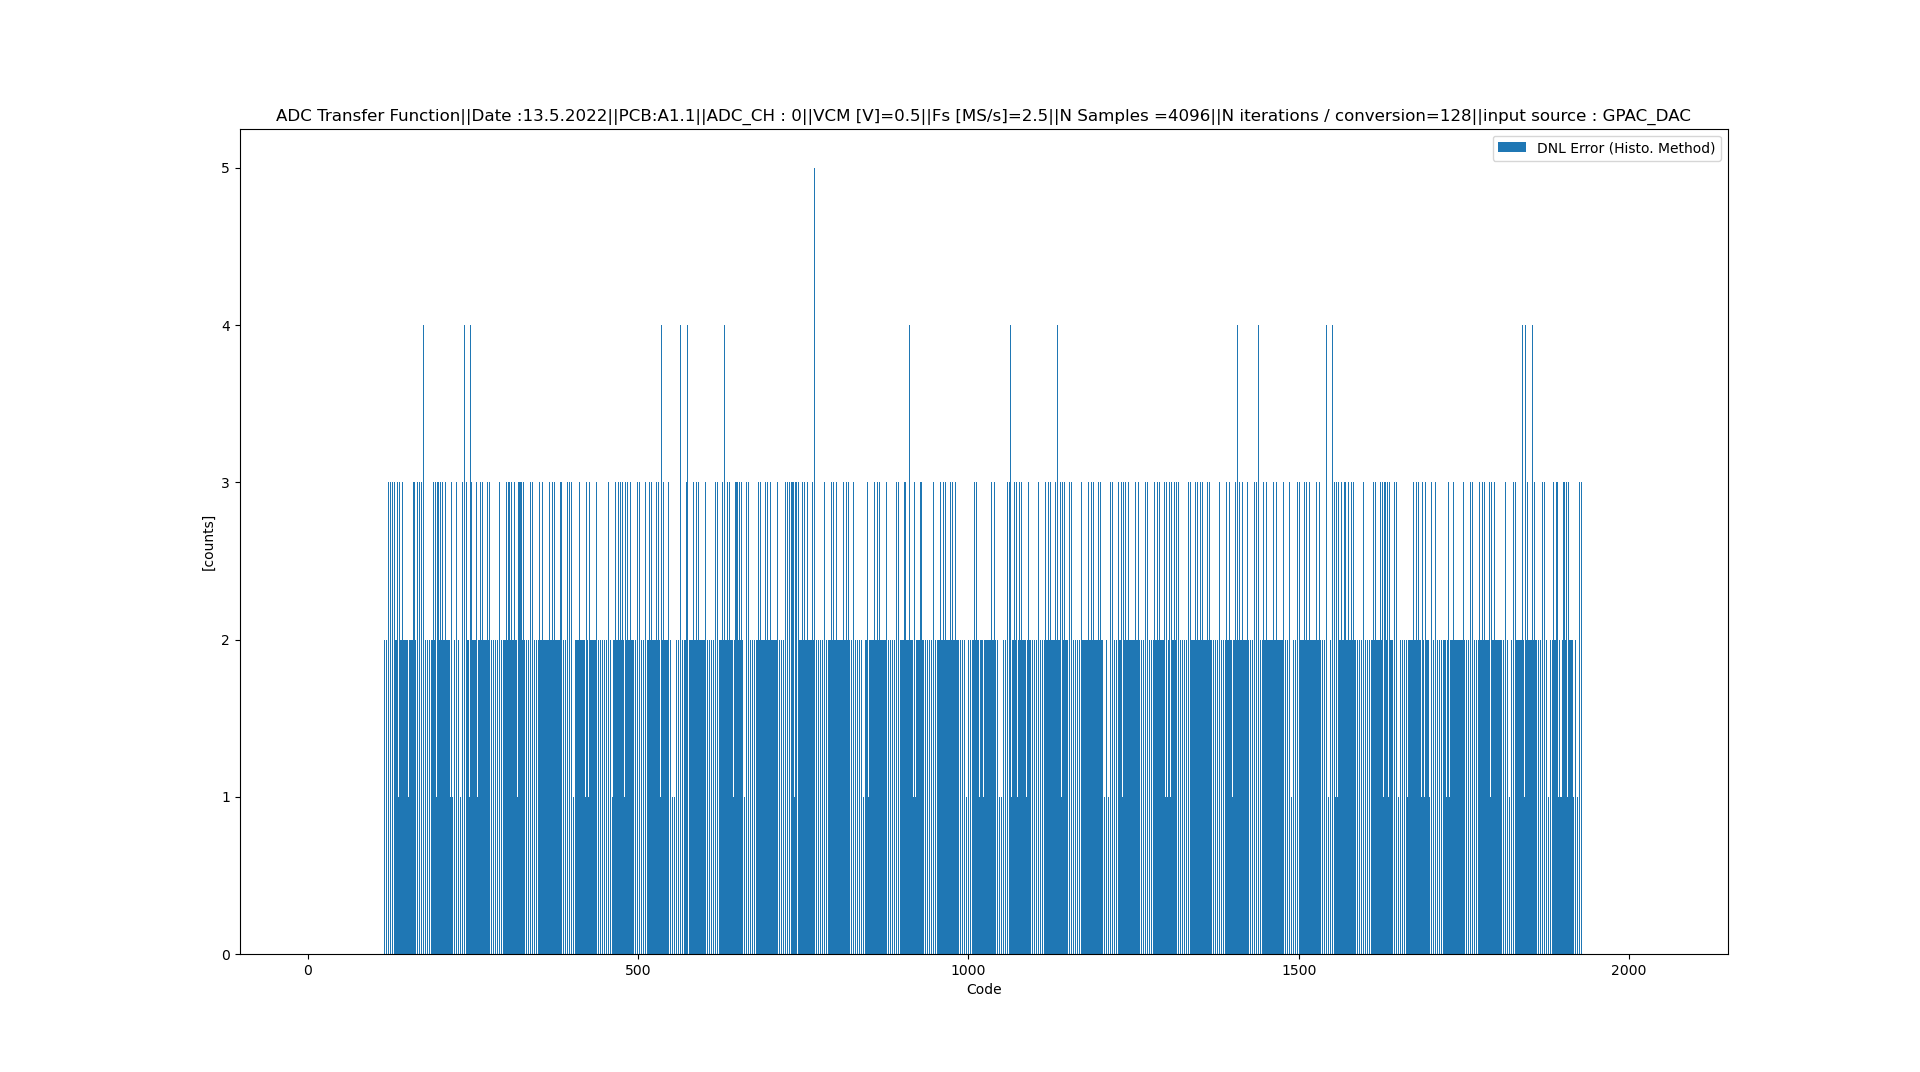 ADC Transfer Function||Date :13.5.2022||PCB:A1.1||ADC_CH : 0||VCM [V]=0.5||Fs [MS/s]=2.5||N Samples =4096||N iterations / conversion=128||input source : GPAC_DAC
DNL Error (Histo. Method)
5
4
3
2
1
0
[counts]
0 500 1000 1500 2000
Code